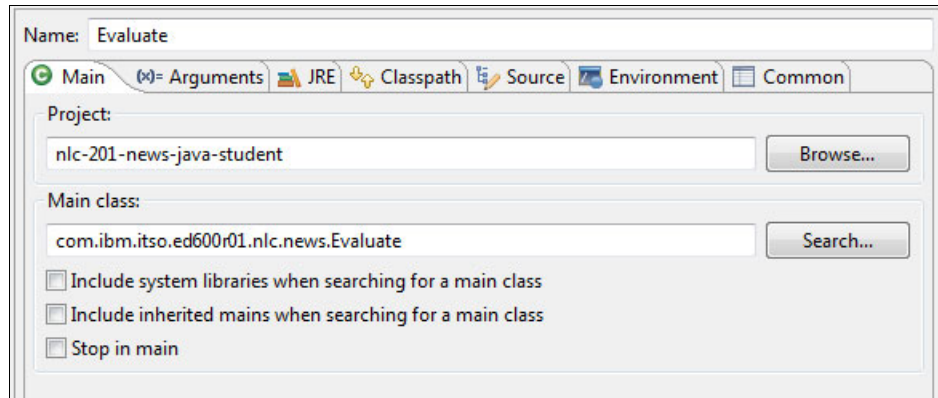 Name: Evaluate
Main (x)= Arguments JRE Classpath Source Environment Common
Project:
nlc-201-news-java-student Browse...
Main class:
com.ibm.itso.ed600r01.nlc.news.Evaluate Search...
Include system libraries when searching for a main class
Include inherited mains when searching for a main class
Stop in main